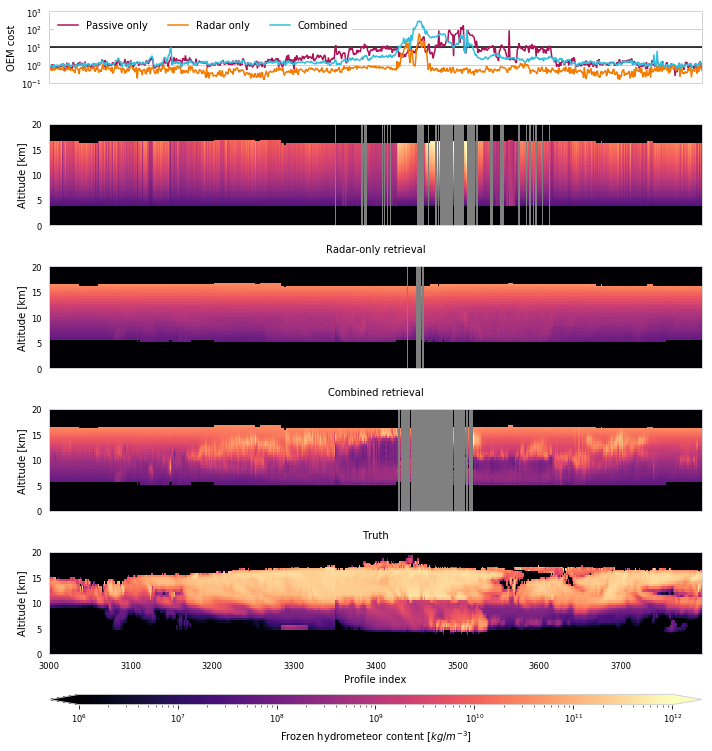 OEM cost
10³
10²
10¹
10⁰
10⁻¹
Passive only Radar only Combined
Altitude [km]
20
15
10
5
0
Radar-only retrieval
Altitude [km]
20
15
10
5
0
Combined retrieval
Altitude [km]
20
15
10
5
0
Truth
Altitude [km]
20
15
10
5
0
3000 3100 3200 3300 3400 3500 3600 3700
Profile index
10⁶ 10⁷ 10⁸ 10⁹ 10¹⁰ 10¹¹ 10¹²
Frozen hydrometeor content [kg/m⁻³]